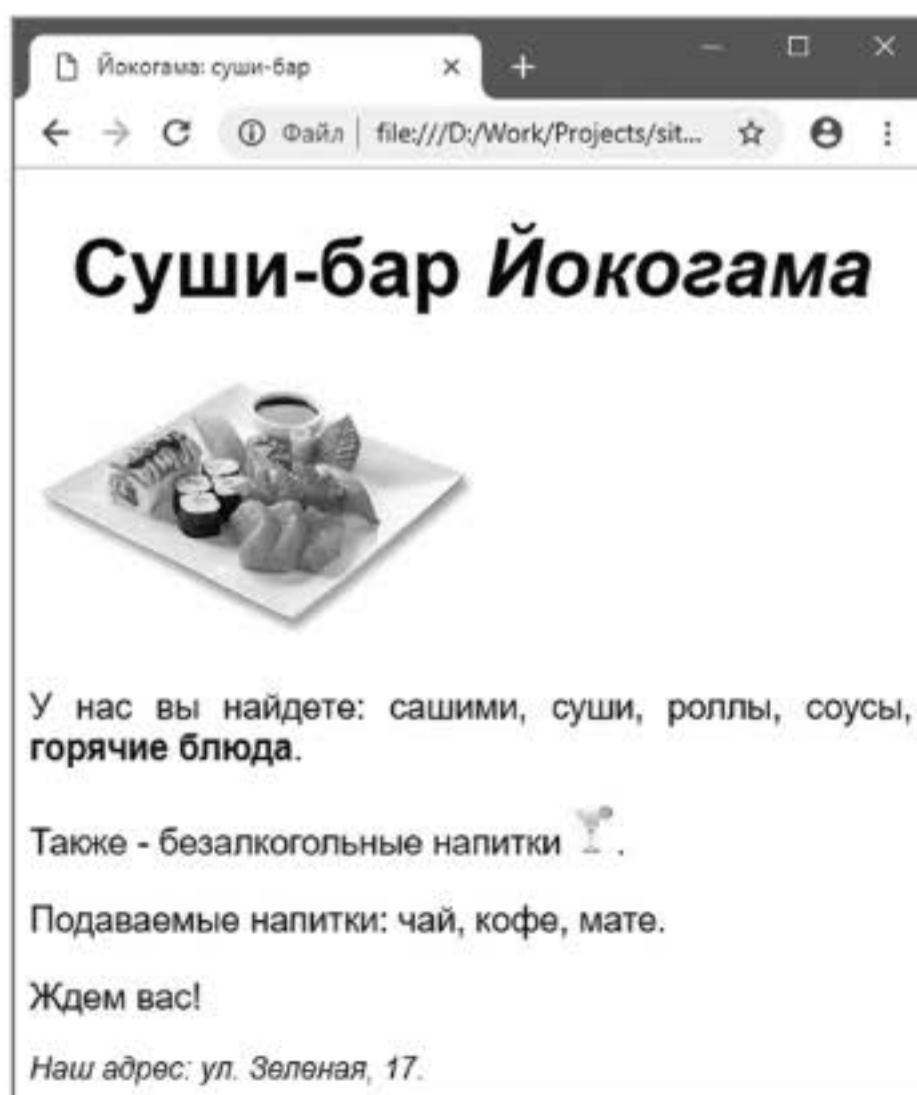 Йокогама: суши-бар
Файл | file:///D:/Work/Projects/sit...
Суши-бар Йокогама
У нас вы найдете: сашими, суши, роллы, соусы,
горячие блюда.
Также - безалкогольные напитки .
Подаваемые напитки: чай, кофе, мате.
Ждем вас!
Наш адрес: ул. Зеленая, 17.